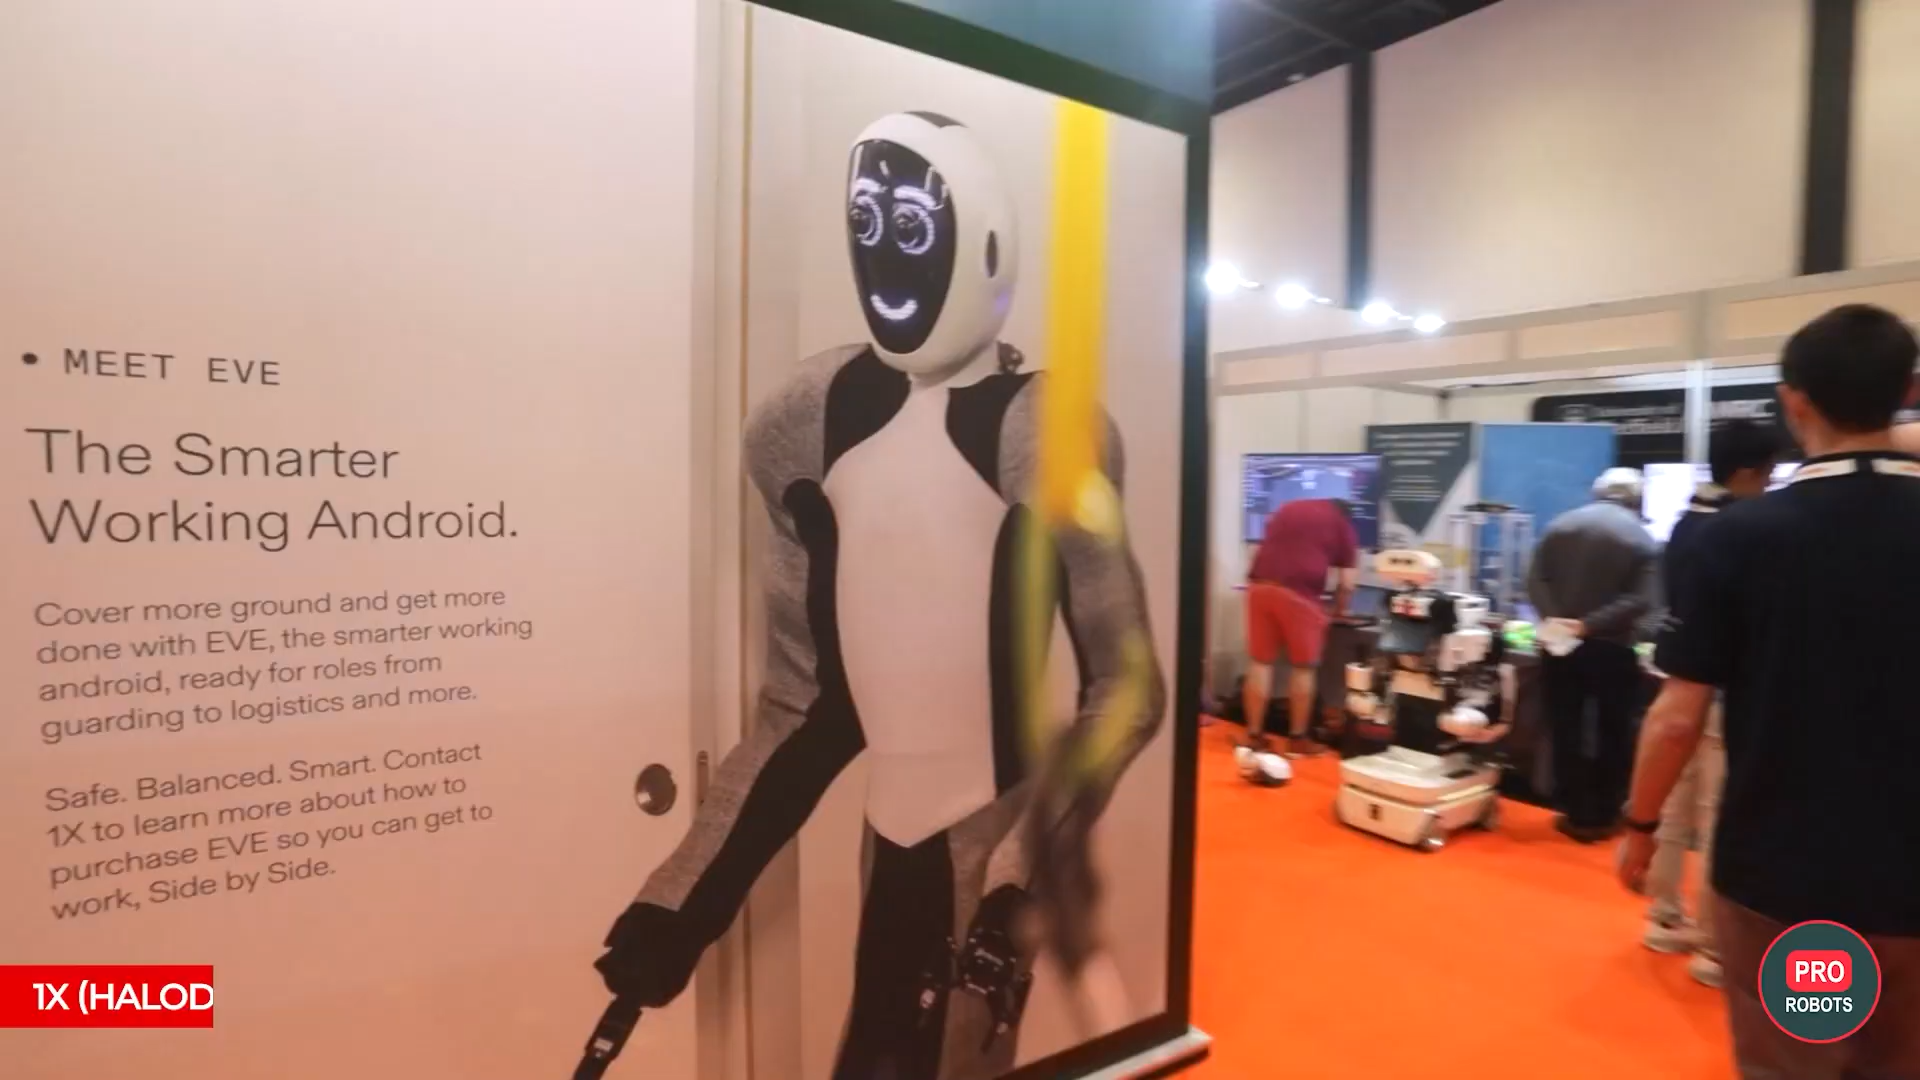 • MEET EVE
The Smarter
Working Android.
Cover more ground and get more
done with EVE, the smarter working
android, ready for roles from
guarding to logistics and more.
Safe. Balanced. Smart. Contact
1X to learn more about how to
purchase EVE so you can get to
work, Side by Side.
1X (HALOD
PRO
ROBOTS